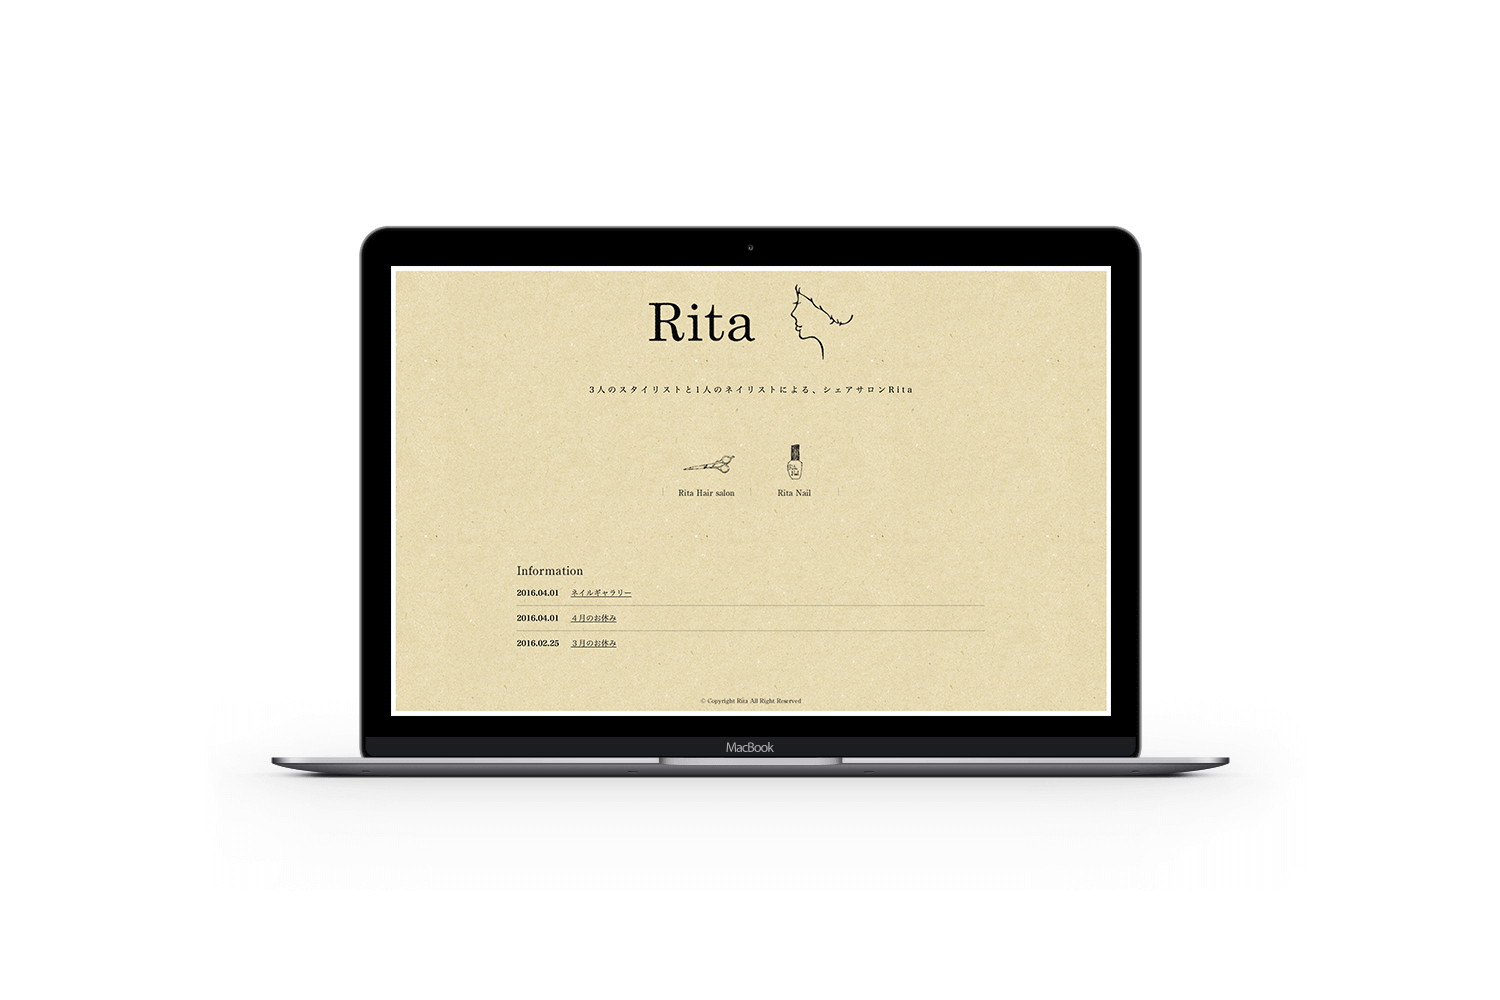 Rita
3人のスタイリストと1人のネイリストによる、シェアサロンRita
Rita Hair salon
Rita Nail
Information
2016.04.01 ネイルギャラリー
2016.04.01 ４月のお休み
2016.02.25 ３月のお休み
© Copyright Rita All Right Reserved
MacBook